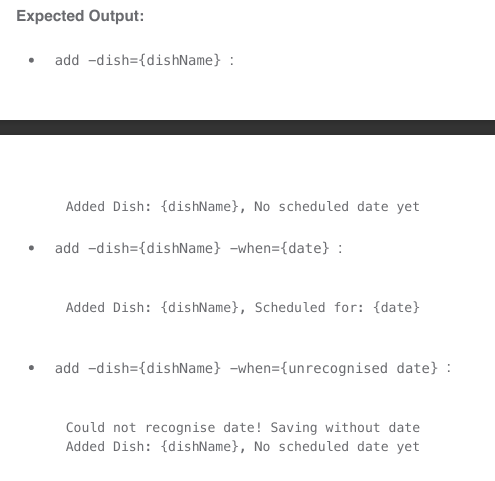 Expected Output:
• add -dish={dishName} :
Added Dish: {dishName}, No scheduled date yet
• add -dish={dishName} -when={date} :
Added Dish: {dishName}, Scheduled for: {date}
• add -dish={dishName} -when={unrecognised date} :
Could not recognise date! Saving without date
Added Dish: {dishName}, No scheduled date yet